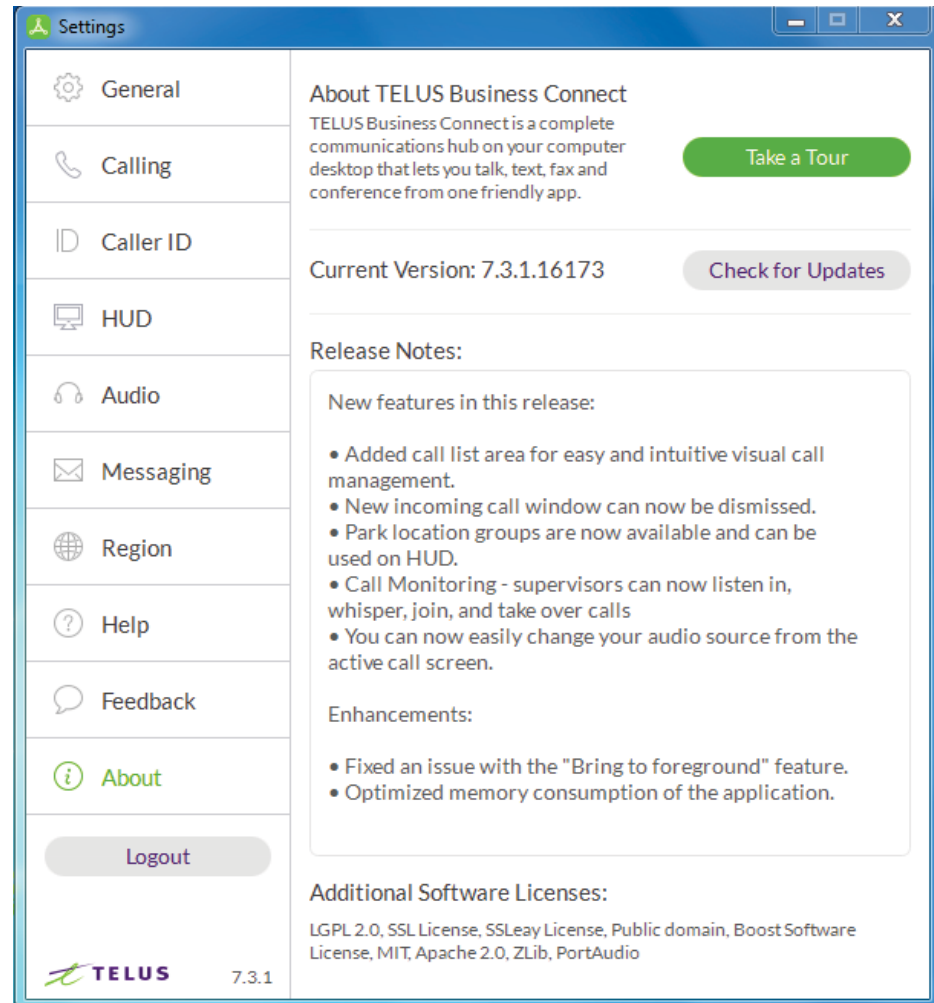 Settings
General
Calling
Caller ID
HUD
Audio
Messaging
Region
Help
Feedback
About
Logout
TELUS
7.3.1
About TELUS Business Connect
TELUS Business Connect is a complete
communications hub on your computer
desktop that lets you talk, text, fax and
conference from one friendly app.
Take a Tour
Current Version: 7.3.1.16173
Check for Updates
Release Notes:
New features in this release:
• Added call list area for easy and intuitive visual call
management.
• New incoming call window can now be dismissed.
• Park location groups are now available and can be
used on HUD.
• Call Monitoring - supervisors can now listen in,
whisper, join, and take over calls
• You can now easily change your audio source from the
active call screen.
Enhancements:
• Fixed an issue with the "Bring to foreground" feature.
• Optimized memory consumption of the application.
Additional Software Licenses:
LGPL 2.0, SSL License, SSLeay License, Public domain, Boost Software
License, MIT, Apache 2.0, ZLib, PortAudio